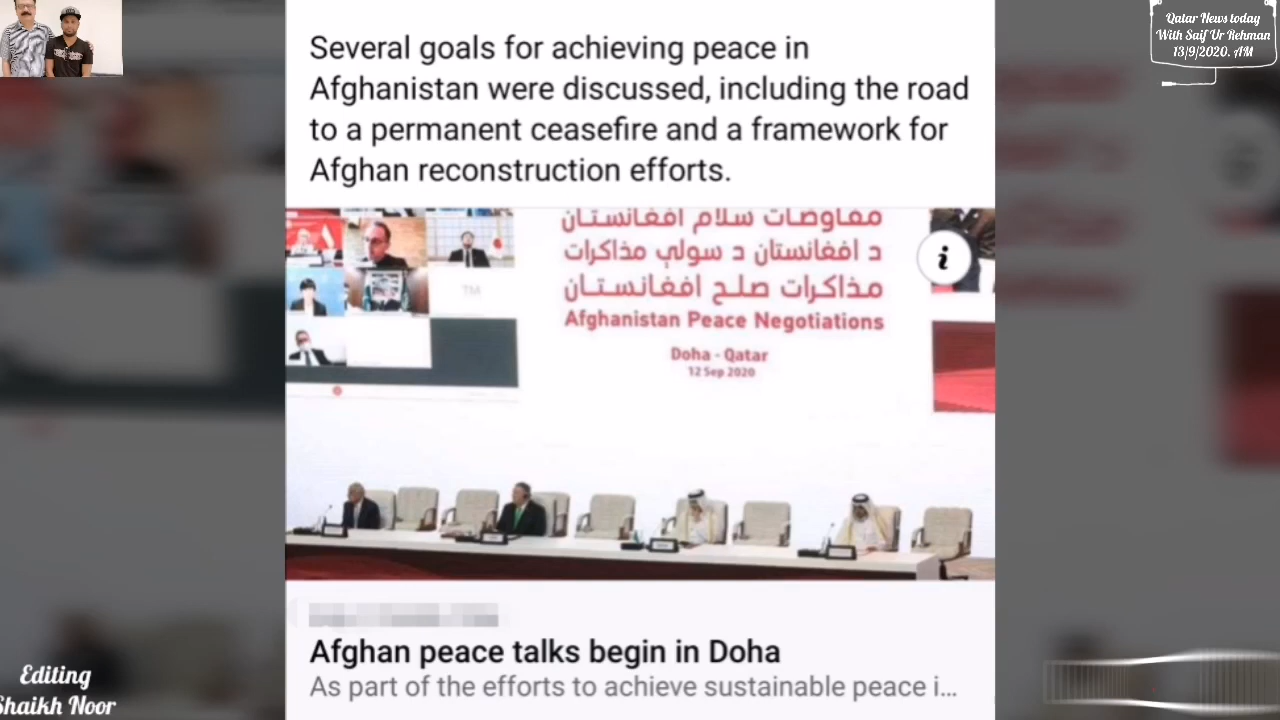 Qatar News today
With Saif Ur Rehman
13/9/2020. AM
Several goals for achieving peace in
Afghanistan were discussed, including the road
to a permanent ceasefire and a framework for
Afghan reconstruction efforts.
مفاوضات سلام افغانستان
د افغانستان د سولې مذاکرات
مذاکرات صلح افغانستان
Afghanistan Peace Negotiations
Doha - Qatar
12 Sep 2020
TM
i
Afghan peace talks begin in Doha
As part of the efforts to achieve sustainable peace i...
Editing
Shaikh Noor